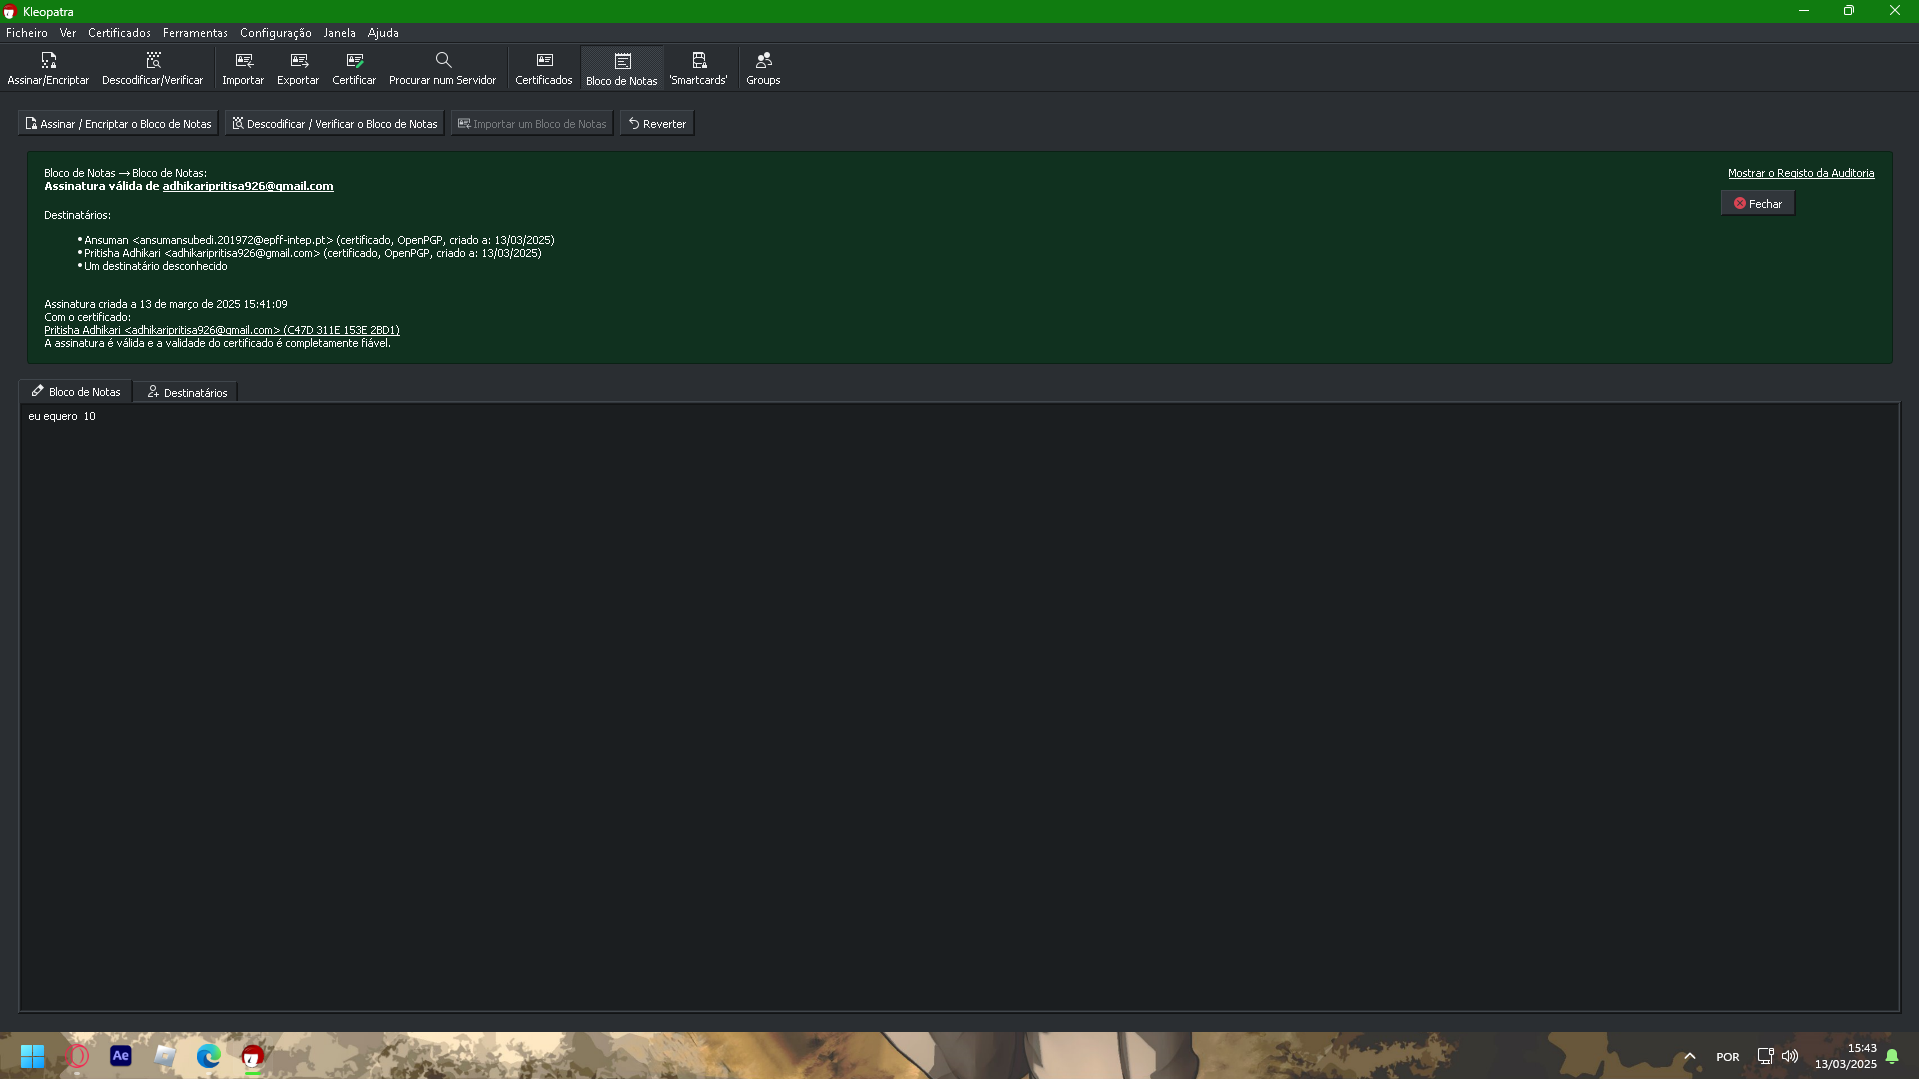 Kleopatra
Ficheiro Ver Certificados Ferramentas Configuração Janela Ajuda
Assinar/Encriptar Descodificar/Verificar Importar Exportar Certificar Procurar num Servidor Certificados Bloco de Notas 'Smartcards' Groups
Assinar / Encriptar o Bloco de Notas Descodificar / Verificar o Bloco de Notas Importar um Bloco de Notas Reverter
Bloco de Notas → Bloco de Notas: Mostrar o Registo da Auditoria
Assinatura válida de adhikaripritisa926@gmail.com
Fechar
Destinatários:
• Ansuman <ansumansubedi.201972@epff-intep.pt> (certificado, OpenPGP, criado a: 13/03/2025)
• Pritisha Adhikari <adhikaripritisa926@gmail.com> (certificado, OpenPGP, criado a: 13/03/2025)
• Um destinatário desconhecido
Assinatura criada a 13 de março de 2025 15:41:09
Com o certificado:
Pritisha Adhikari <adhikaripritisa926@gmail.com> (C47D 311E 153E 2BD1)
A assinatura é válida e a validade do certificado é completamente fiável.
Bloco de Notas Destinatários
eu equero  10
Ae
POR
15:43
13/03/2025